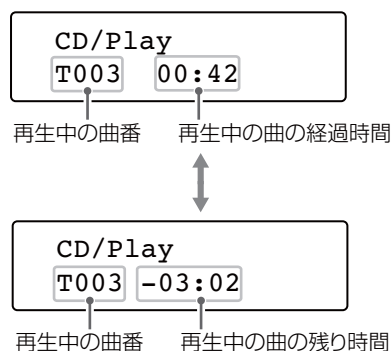 CD/Play
T003 00:42
再生中の曲番 再生中の曲の経過時間
CD/Play
T003 -03:02
再生中の曲番 再生中の曲の残り時間